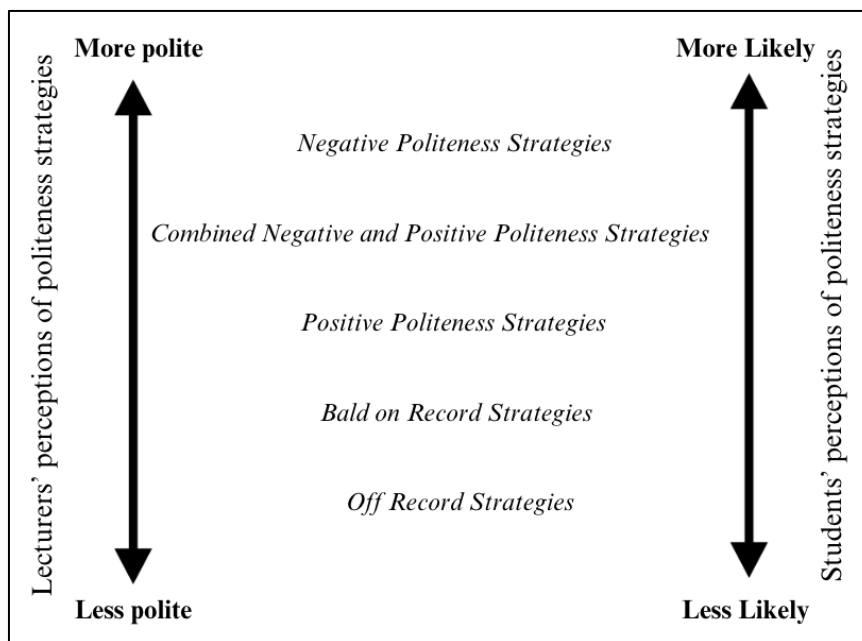 More polite
More Likely
Lecturers’ perceptions of politeness strategies
Negative Politeness Strategies
Combined Negative and Positive Politeness Strategies
Positive Politeness Strategies
Bald on Record Strategies
Off Record Strategies
Students’ perceptions of politeness strategies
Less polite
Less Likely